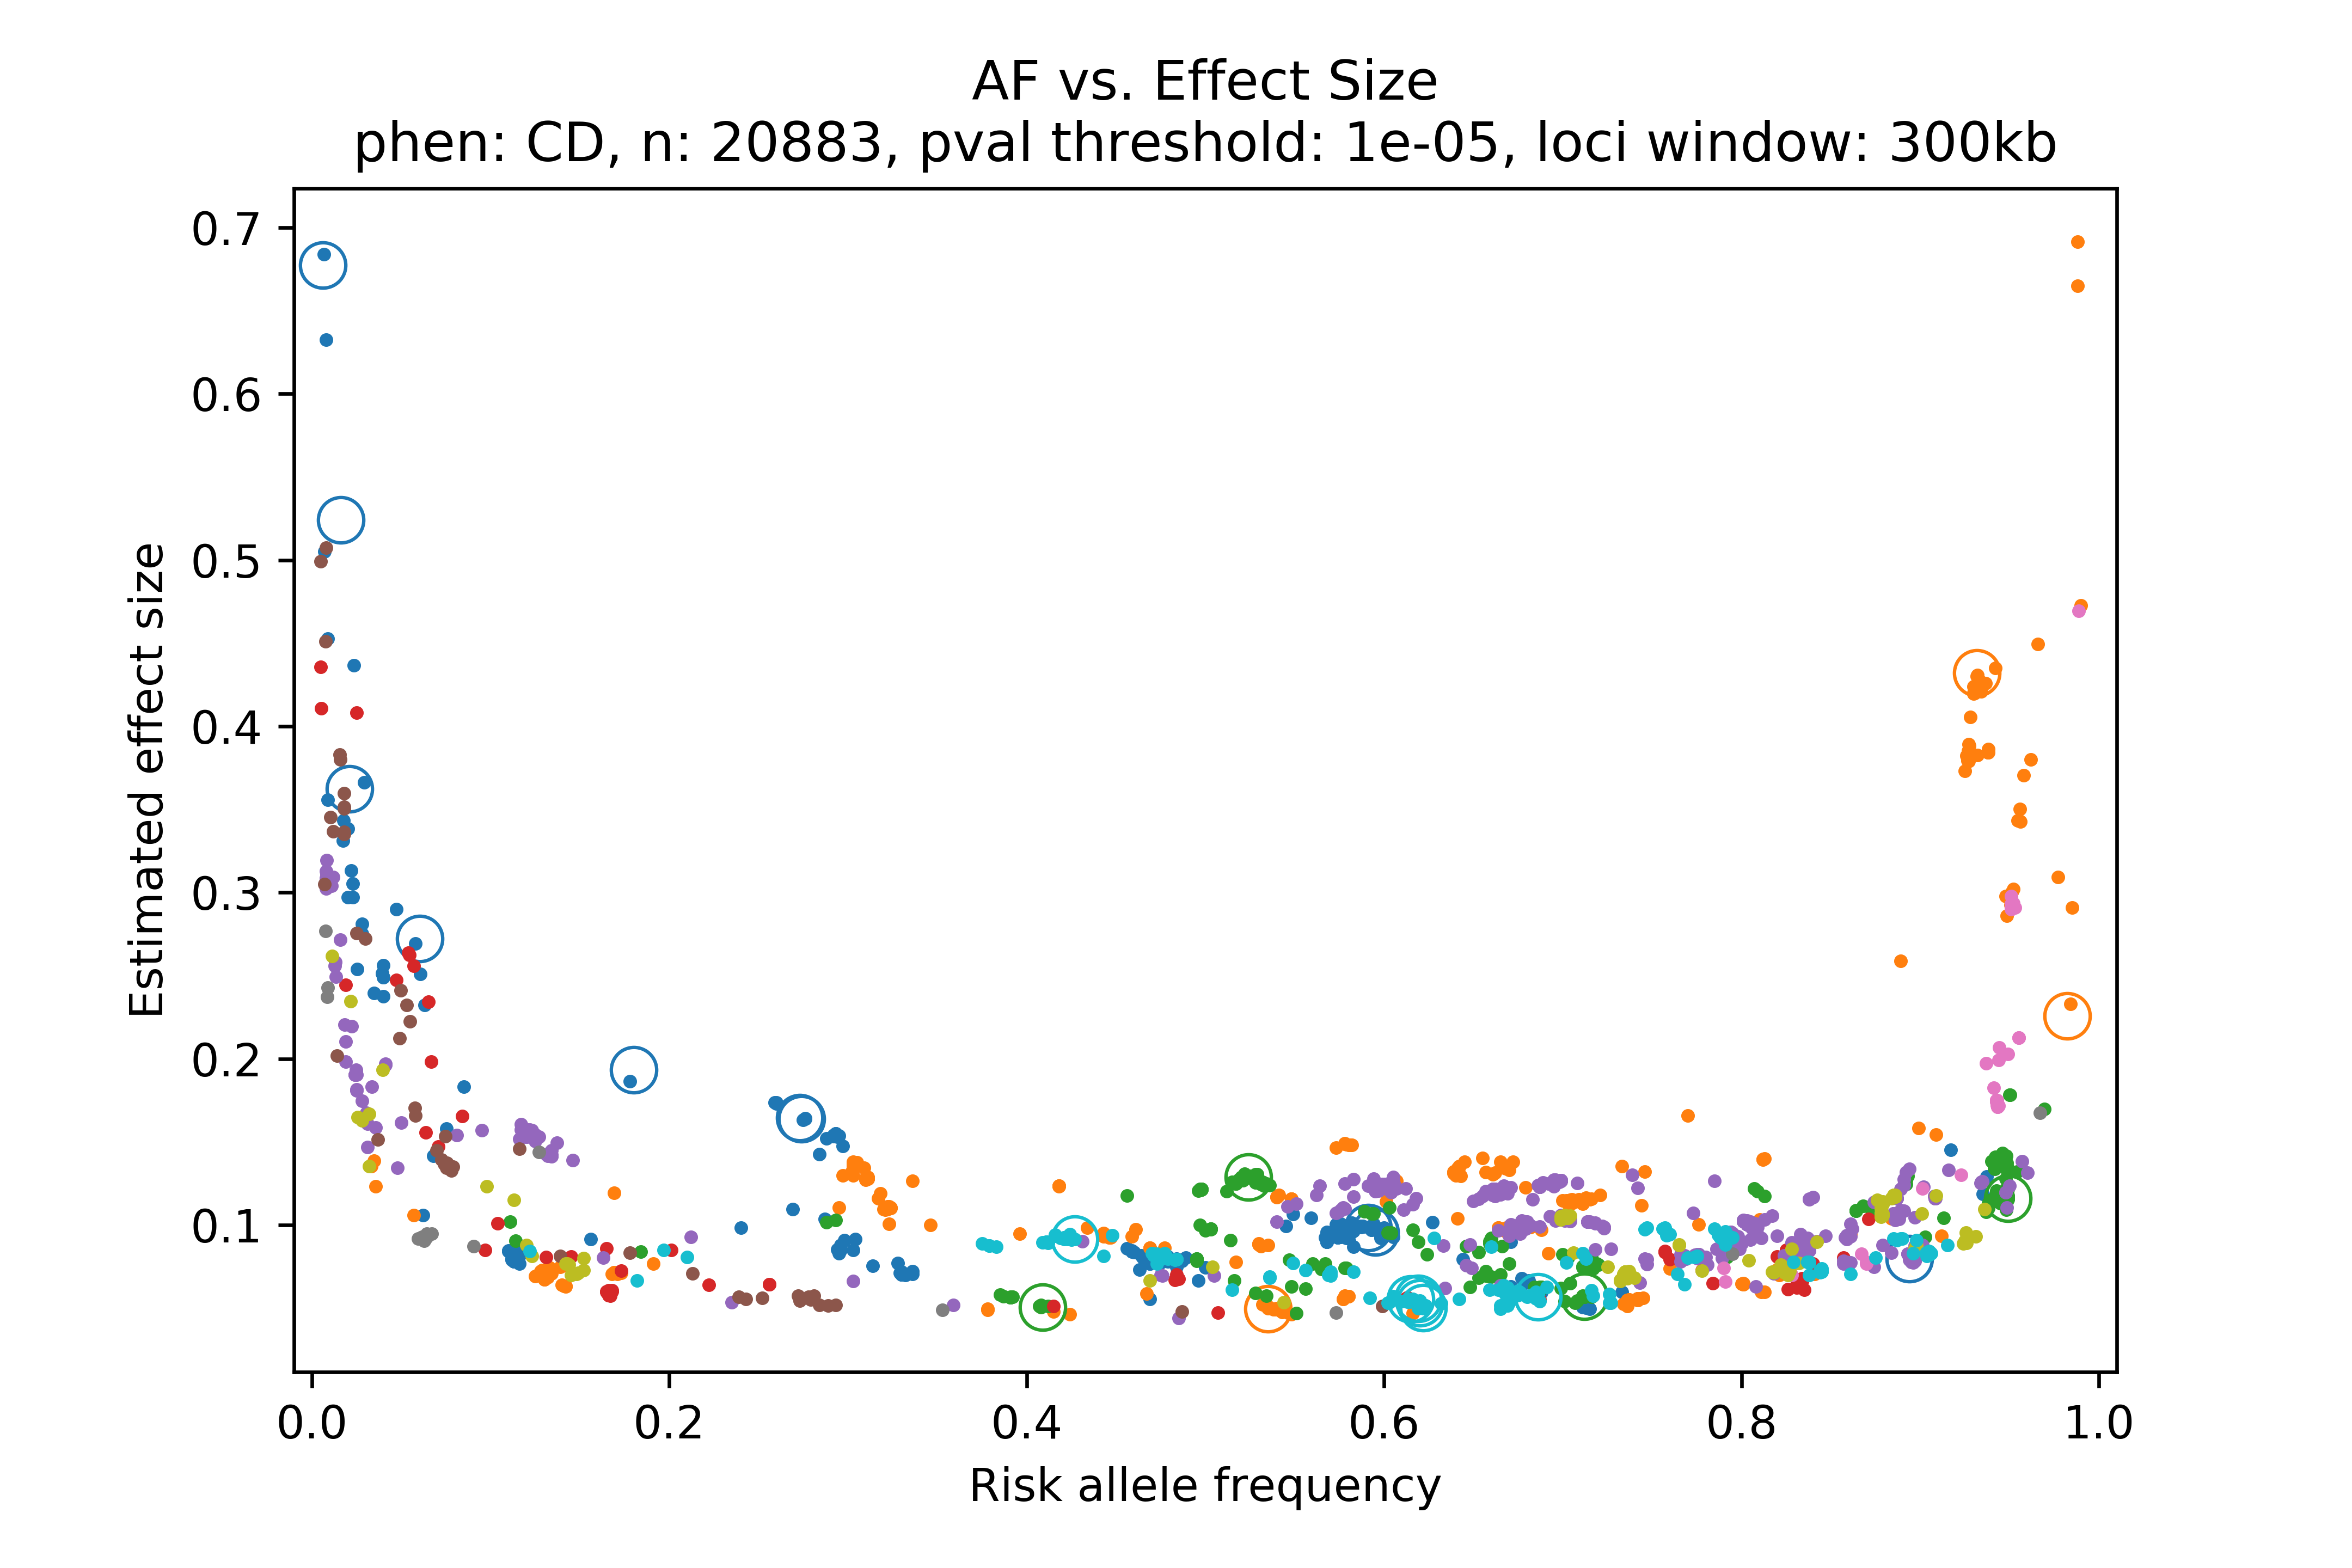 AF vs. Effect Size
phen: CD, n: 20883, pval threshold: 1e-05, loci window: 300kb
0.7
0.6
0.5
0.4
0.3
0.2
0.1
Estimated effect size
0.0 0.2 0.4 0.6 0.8 1.0
Risk allele frequency